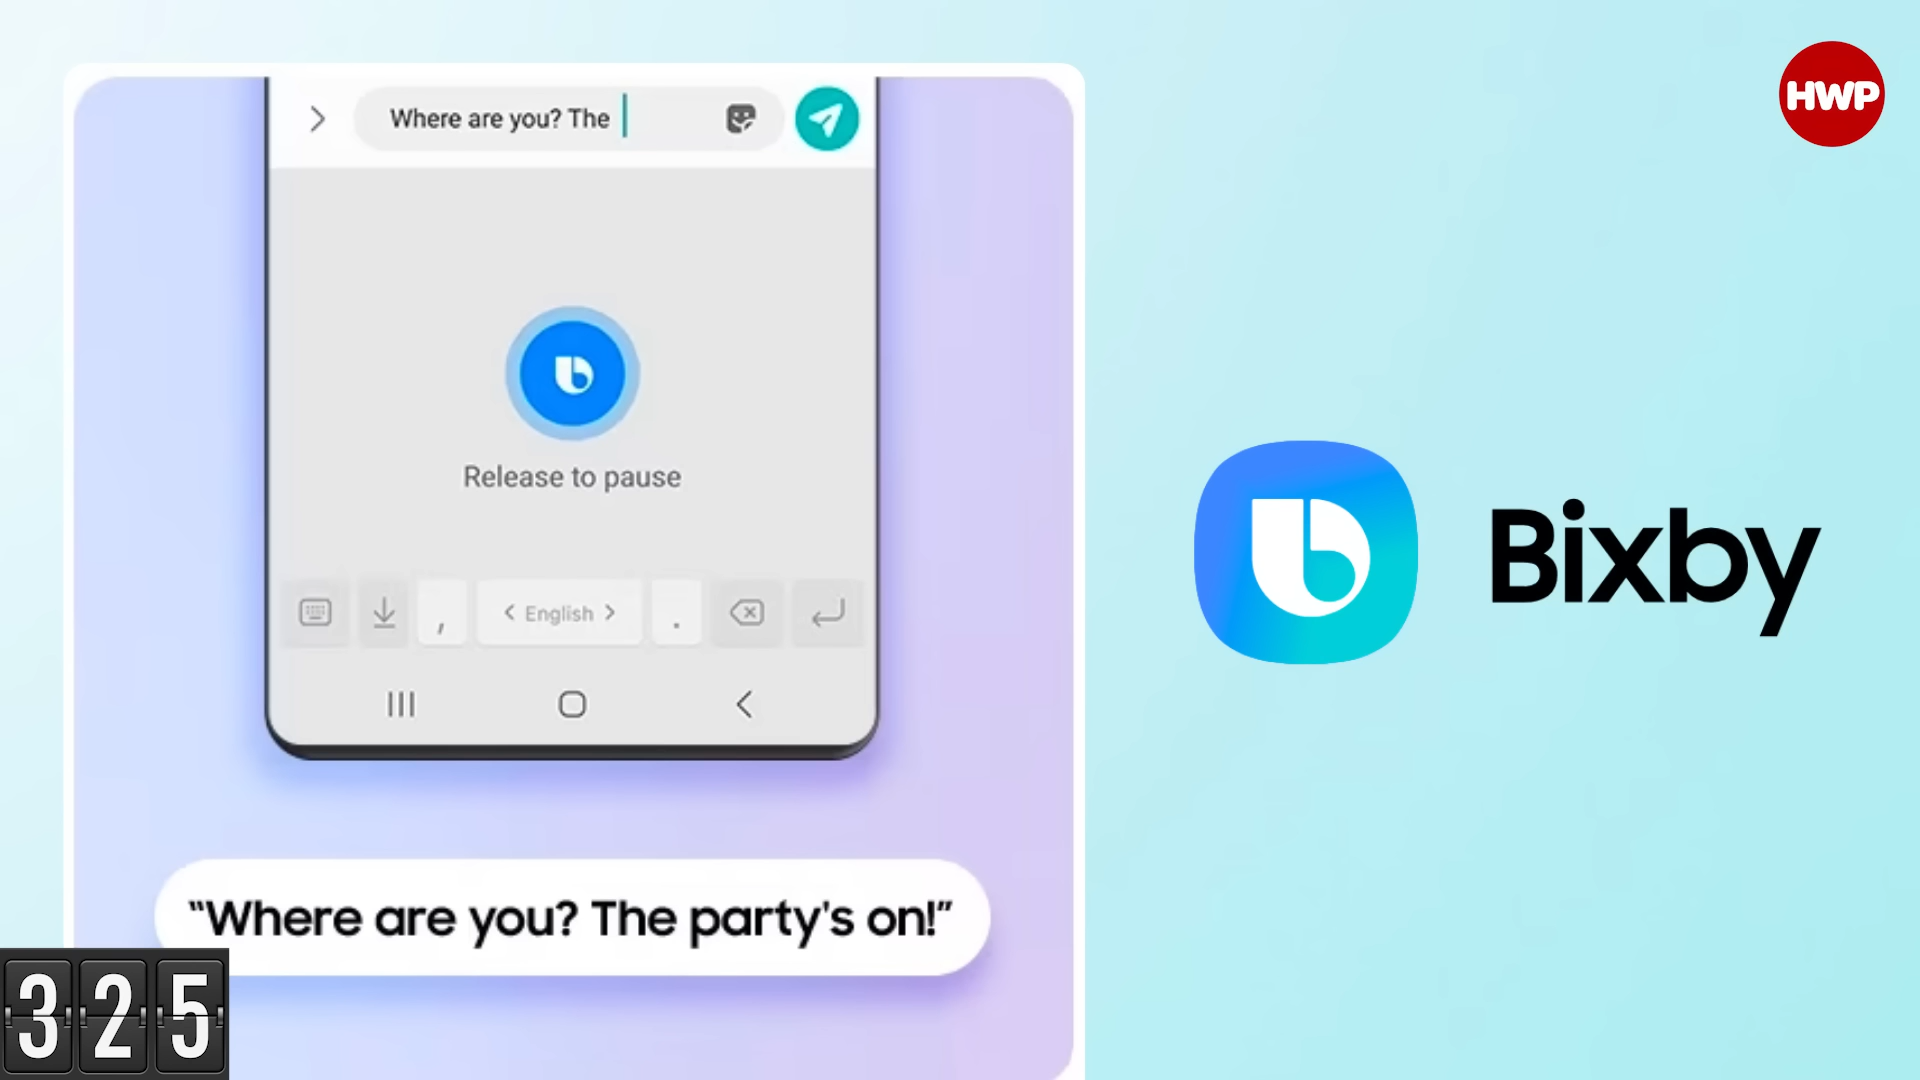 HWP
Where are you? The
Release to pause
, < English > .
Bixby
“Where are you? The party's on!”
325